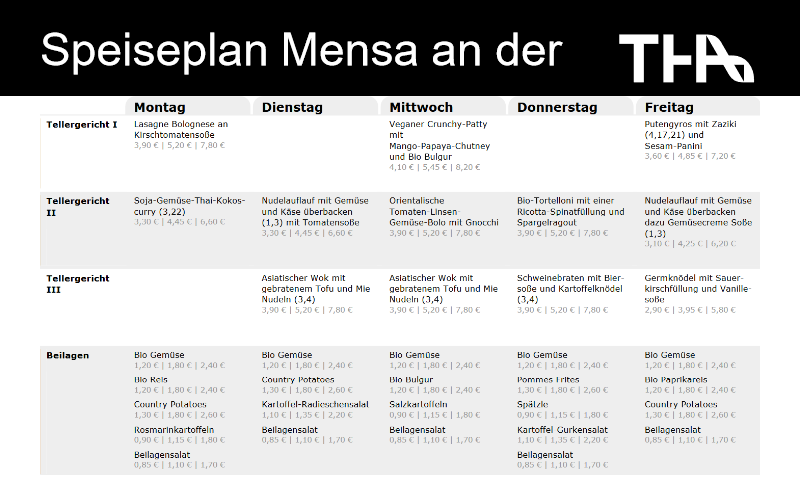 Speiseplan Mensa an der THA
Montag Dienstag Mittwoch Donnerstag Freitag
Tellergericht I
Lasagne Bolognese an
Kirschtomatensoße
3,90 € | 5,20 € | 7,80 €
Veganer Crunchy-Patty
mit
Mango-Papaya-Chutney
und Bio Bulgur
4,10 € | 5,45 € | 8,20 €
Putengyros mit Zaziki
(4,17,21) und
Sesam-Panini
3,60 € | 4,85 € | 7,20 €
Tellergericht
II
Soja-Gemüse-Thai-Kokos-
curry (3,22)
3,30 € | 4,45 € | 6,60 €
Nudelauflauf mit Gemüse
und Käse überbacken
(1,3) mit Tomatensoße
3,30 € | 4,45 € | 6,60 €
Orientalische
Tomaten-Linsen-
Gemüse-Bolo mit Gnocchi
3,90 € | 5,20 € | 7,80 €
Bio-Tortelloni mit einer
Ricotta-Spinatfüllung und
Spargelragout
3,90 € | 5,20 € | 7,80 €
Nudelauflauf mit Gemüse
und Käse überbacken
dazu Gemüsecreme Soße
(1,3)
3,10 € | 4,25 € | 6,20 €
Tellergericht
III
Asiatischer Wok mit
gebratenem Tofu und Mie
Nudeln (3,4)
3,90 € | 5,20 € | 7,80 €
Asiatischer Wok mit
gebratenem Tofu und Mie
Nudeln (3,4)
3,90 € | 5,20 € | 7,80 €
Schweinebraten mit Bier-
soße und Kartoffelknödel
(3,4)
3,90 € | 5,20 € | 7,80 €
Germknödel mit Sauer-
kirschfüllung und Vanille-
soße
2,90 € | 3,95 € | 5,80 €
Beilagen
Bio Gemüse
1,20 € | 1,80 € | 2,40 €
Bio Reis
1,20 € | 1,80 € | 2,40 €
Country Potatoes
1,30 € | 1,80 € | 2,60 €
Rosmarinkartoffeln
0,90 € | 1,15 € | 1,80 €
Beilagensalat
0,85 € | 1,10 € | 1,70 €
Bio Gemüse
1,20 € | 1,80 € | 2,40 €
Country Potatoes
1,30 € | 1,80 € | 2,60 €
Kartoffel-Radieschensalat
1,10 € | 1,35 € | 2,20 €
Beilagensalat
0,85 € | 1,10 € | 1,70 €
Bio Gemüse
1,20 € | 1,80 € | 2,40 €
Bio Bulgur
1,20 € | 1,80 € | 2,40 €
Salzkartoffeln
0,90 € | 1,15 € | 1,80 €
Beilagensalat
0,85 € | 1,10 € | 1,70 €
Bio Gemüse
1,20 € | 1,80 € | 2,40 €
Pommes Frites
1,30 € | 1,80 € | 2,60 €
Spätzle
0,90 € | 1,15 € | 1,80 €
Kartoffel-Gurkensalat
1,10 € | 1,35 € | 2,20 €
Beilagensalat
0,85 € | 1,10 € | 1,70 €
Bio Gemüse
1,20 € | 1,80 € | 2,40 €
Bio Paprikareis
1,20 € | 1,80 € | 2,40 €
Country Potatoes
1,30 € | 1,80 € | 2,60 €
Beilagensalat
0,85 € | 1,10 € | 1,70 €